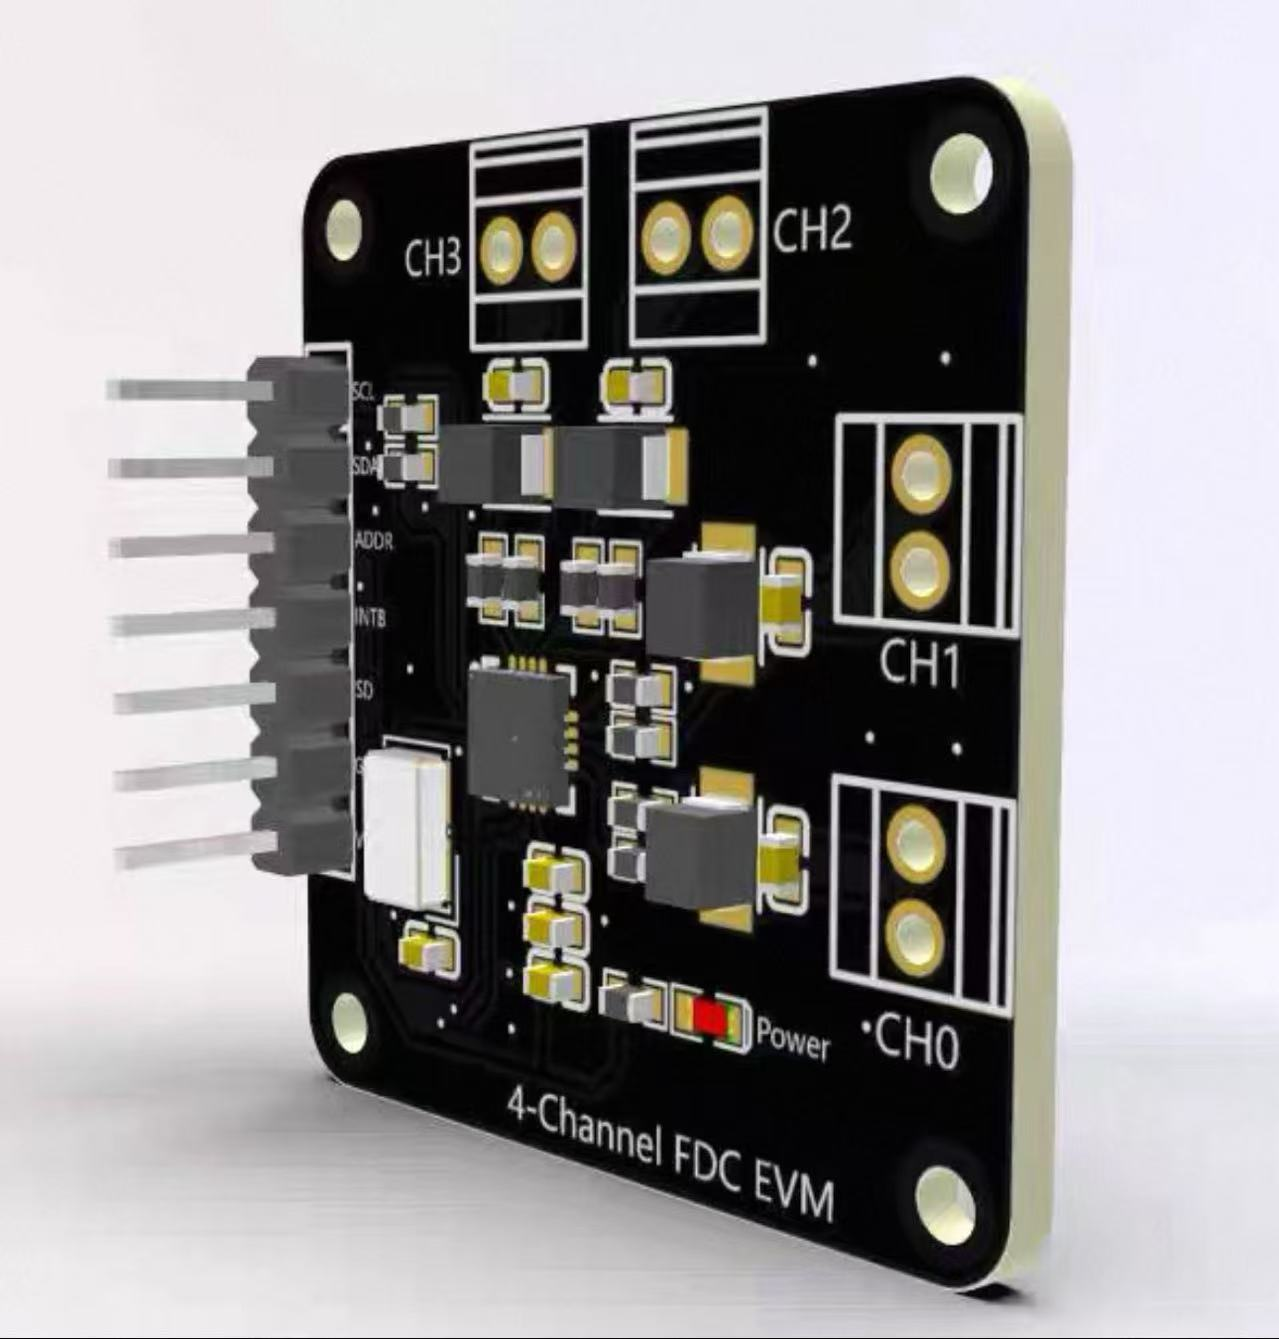 CH3
CH2
SCL
SDA
ADDR
INTB
SD
CH1
CH0
Power
4-Channel FDC EVM